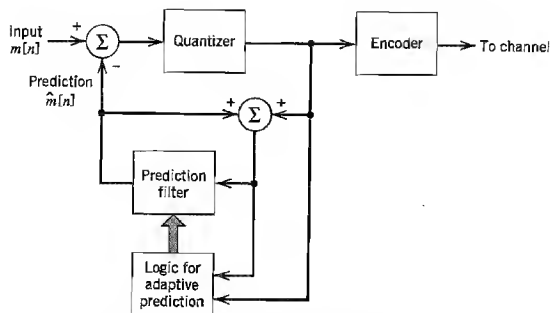 Input
m[n]
+
Σ
−
Quantizer
Encoder
To channel
Prediction
m̂[n]
+
Σ
+
Prediction
filter
Logic for
adaptive
prediction